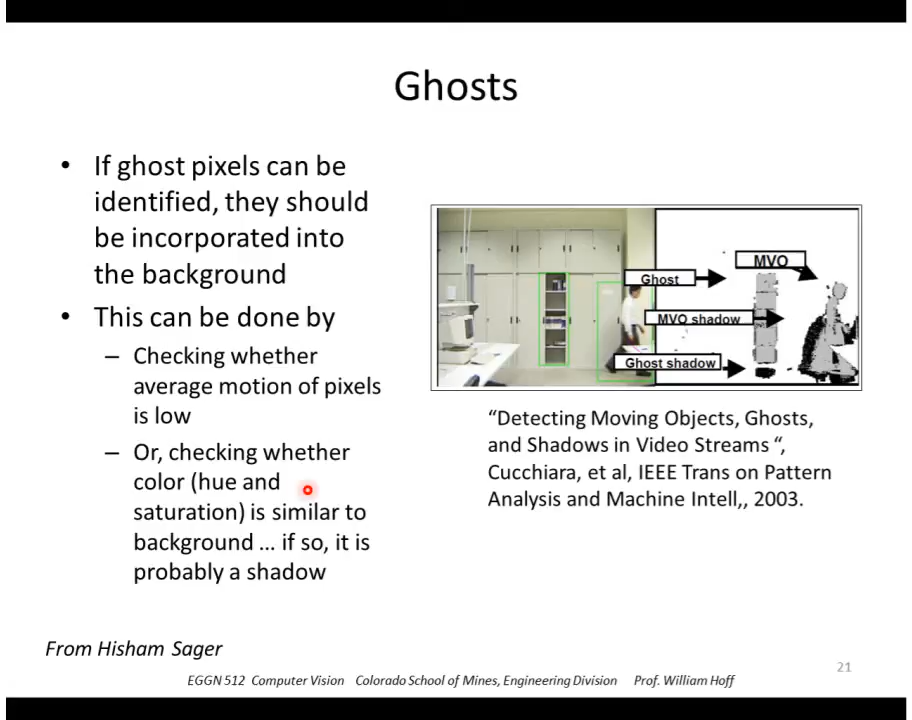 Ghosts
• If ghost pixels can be
identified, they should
be incorporated into
the background
• This can be done by
– Checking whether
average motion of pixels
is low
– Or, checking whether
color (hue and
saturation) is similar to
background ... if so, it is
probably a shadow
MVO
Ghost
MVO shadow
Ghost shadow
“Detecting Moving Objects, Ghosts,
and Shadows in Video Streams “,
Cucchiara, et al, IEEE Trans on Pattern
Analysis and Machine Intell,, 2003.
From Hisham Sager
21
EGGN 512 Computer Vision Colorado School of Mines, Engineering Division Prof. William Hoff